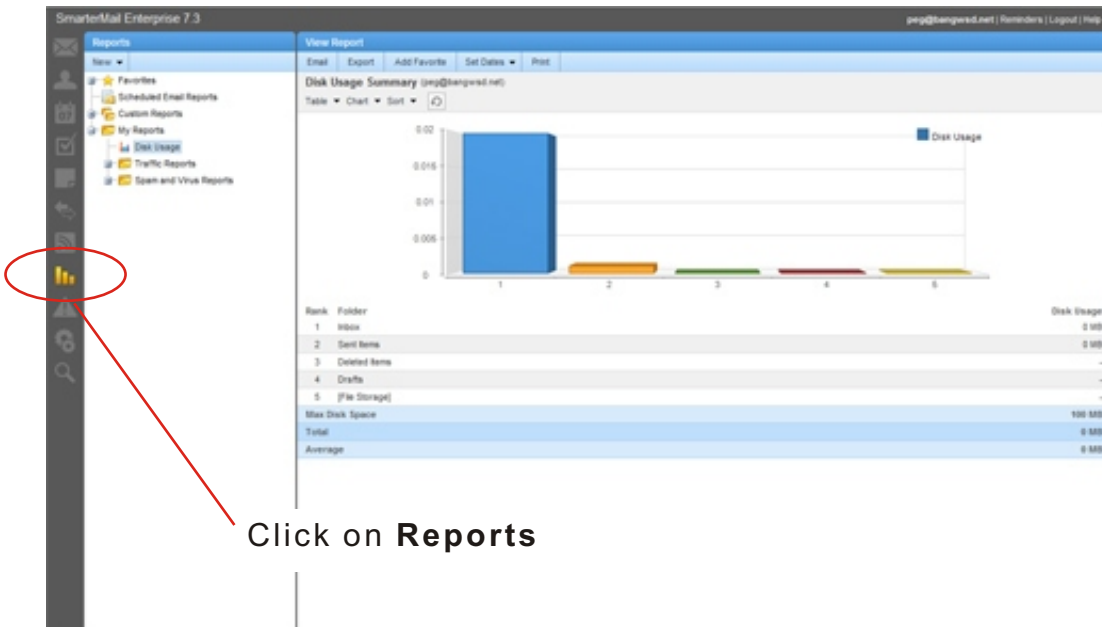 SmarterMail Enterprise 7.3
peg@bangwsd.net | Reminders | Logout | Help
Reports
View Report
New
Email Export Add Favorite Set Dates Print
Favorites
Scheduled Email Reports
Custom Reports
My Reports
Disk Usage
Traffic Reports
Spam and Virus Reports
Disk Usage Summary (peg@bangwsd.net)
Table Chart Sort
07
0.02
0.015
0.01
0.005
0
1 2 3 4 5
Disk Usage
Rank Folder Disk Usage
1 Inbox 0 MB
2 Sent Items 0 MB
3 Deleted Items -
4 Drafts -
5 [File Storage] -
Max Disk Space 100 MB
Total 0 MB
Average 0 MB
Click on Reports